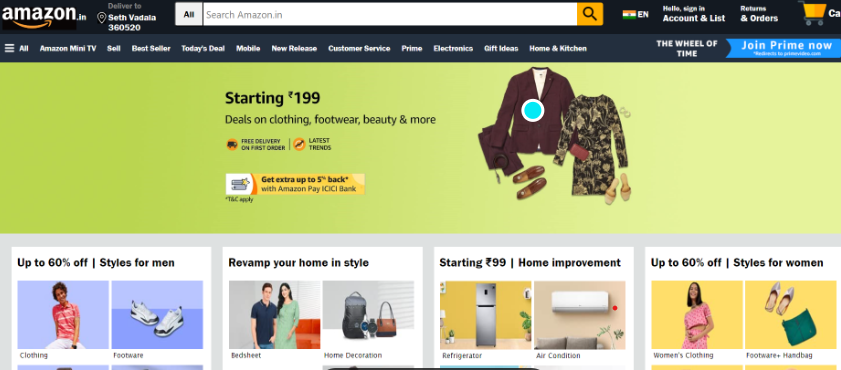 amazon.in
Deliver to
Seth Vadala
360520
All
Search Amazon.in
EN
Hello, sign in
Account & List
Returns
& Orders
Ca
All Amazon Mini TV Sell Best Seller Today's Deal Mobile New Release Customer Service Prime Electronics Gift Ideas Home & Kitchen
THE WHEEL OF
TIME
Join Prime now
*Redirects to primevideo.com
Starting ₹199
Deals on clothing, footwear, beauty & more
FREE DELIVERY
ON FIRST ORDER
LATEST
TRENDS
Get extra up to 5% back*
with Amazon Pay ICICI Bank
*T&C apply
Up to 60% off | Styles for men
Clothing
Footware
Revamp your home in style
Bedsheet
Home Decoration
Starting ₹99 | Home improvement
Refrigerator
Air Condition
Up to 60% off | Styles for women
Women's Clothing
Footware+ Handbag